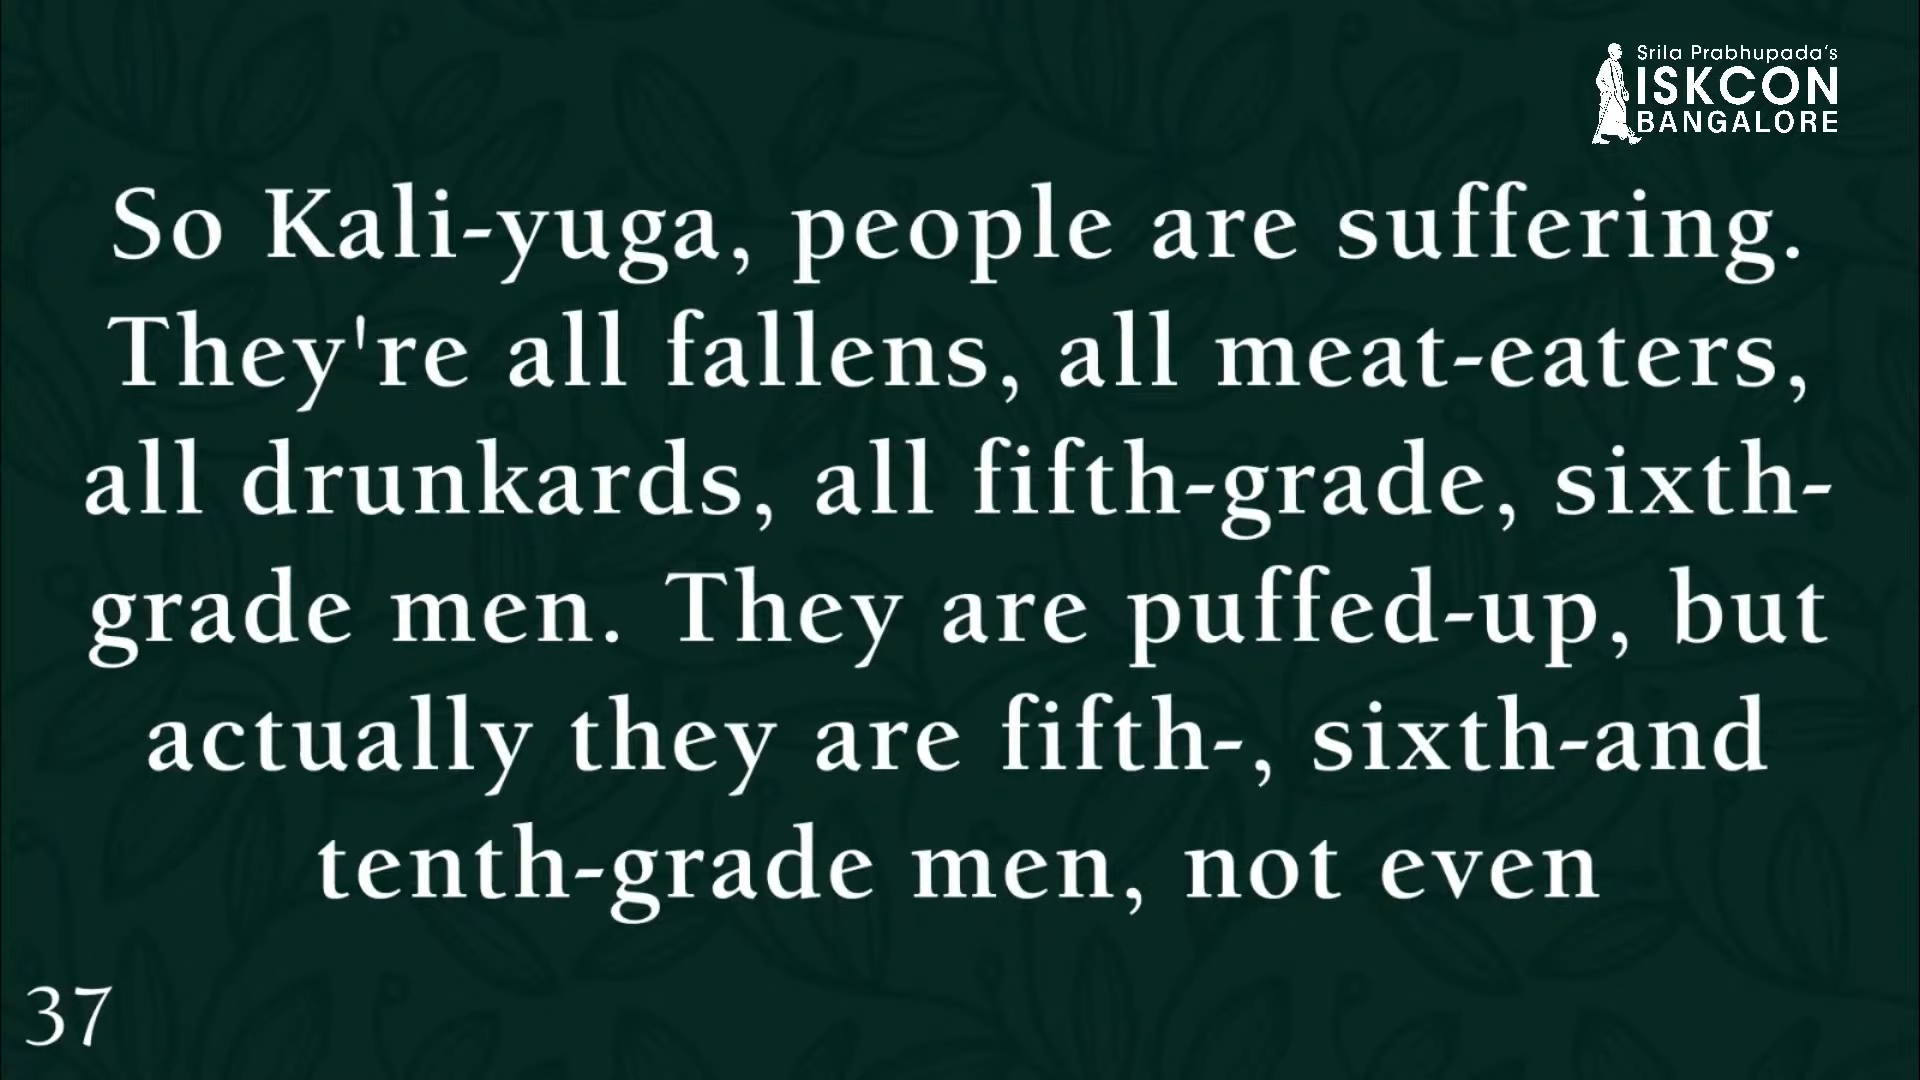 Srila Prabhupada's
ISKCON
BANGALORE
So Kali-yuga, people are suffering.
They're all fallens, all meat-eaters,
all drunkards, all fifth-grade, sixth-
grade men. They are puffed-up, but
actually they are fifth-, sixth-and
tenth-grade men, not even
37